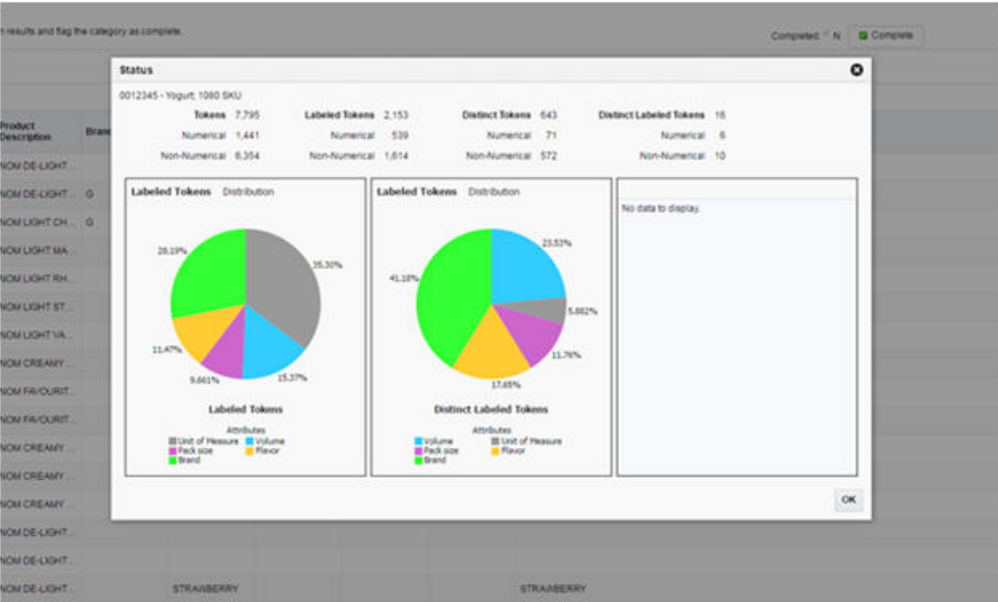 n results and flag the category as complete.
Completed: * N Complete
Status
0012345 - Yogurt: 1080 SKU
Tokens 7,795 Labeled Tokens 2,153 Distinct Tokens 643 Distinct Labeled Tokens 16
Numerical 1,441 Numerical 539 Numerical 71 Numerical 6
Non-Numerical 6,354 Non-Numerical 1,614 Non-Numerical 572 Non-Numerical 10
Product
Description
Bran
Labeled Tokens Distribution
28.19%
35.30%
11.47%
9.661%
15.37%
Labeled Tokens
Attributes
Unit of Measure Volume
Pack size Flavor
Brand
Labeled Tokens Distribution
23.53%
41.18%
5.882%
11.76%
17.65%
Distinct Labeled Tokens
Attributes
Volume Unit of Measure
Pack size Flavor
Brand
No data to display.
OK
NOM DE-LIGHT...
NOM DE-LIGHT... G
NOM LIGHT CH... G
NOM LIGHT MA...
NOM LIGHT RH...
NOM LIGHT ST...
NOM LIGHT VA...
NOM CREAMY ...
NOM FAVOURIT...
NOM FAVOURIT...
NOM CREAMY ...
NOM CREAMY ...
NOM CREAMY ...
NOM DE-LIGHT...
NOM DE-LIGHT...
NOM DE-LIGHT... STRAWBERRY STRAWBERRY